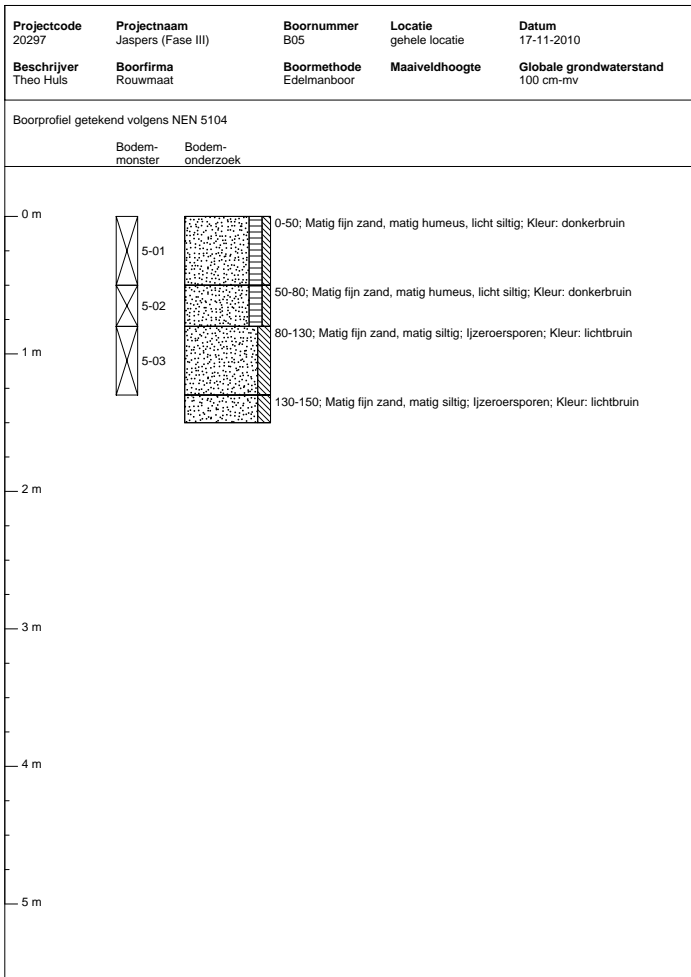 Projectcode Projectnaam Boornummer Locatie Datum
20297 Jaspers (Fase III) B05 gehele locatie 17-11-2010
Beschrijver Boorfirma Boormethode Maaiveldhoogte Globale grondwaterstand
Theo Huls Rouwmaat Edelmanboor 100 cm-mv
Boorprofiel getekend volgens NEN 5104
Bodem- Bodem-
monster onderzoek
0 m
0-50; Matig fijn zand, matig humeus, licht siltig; Kleur: donkerbruin
5-01
50-80; Matig fijn zand, matig humeus, licht siltig; Kleur: donkerbruin
5-02
80-130; Matig fijn zand, matig siltig; Ijzeroersporen; Kleur: lichtbruin
1 m
5-03
130-150; Matig fijn zand, matig siltig; Ijzeroersporen; Kleur: lichtbruin
2 m
3 m
4 m
5 m